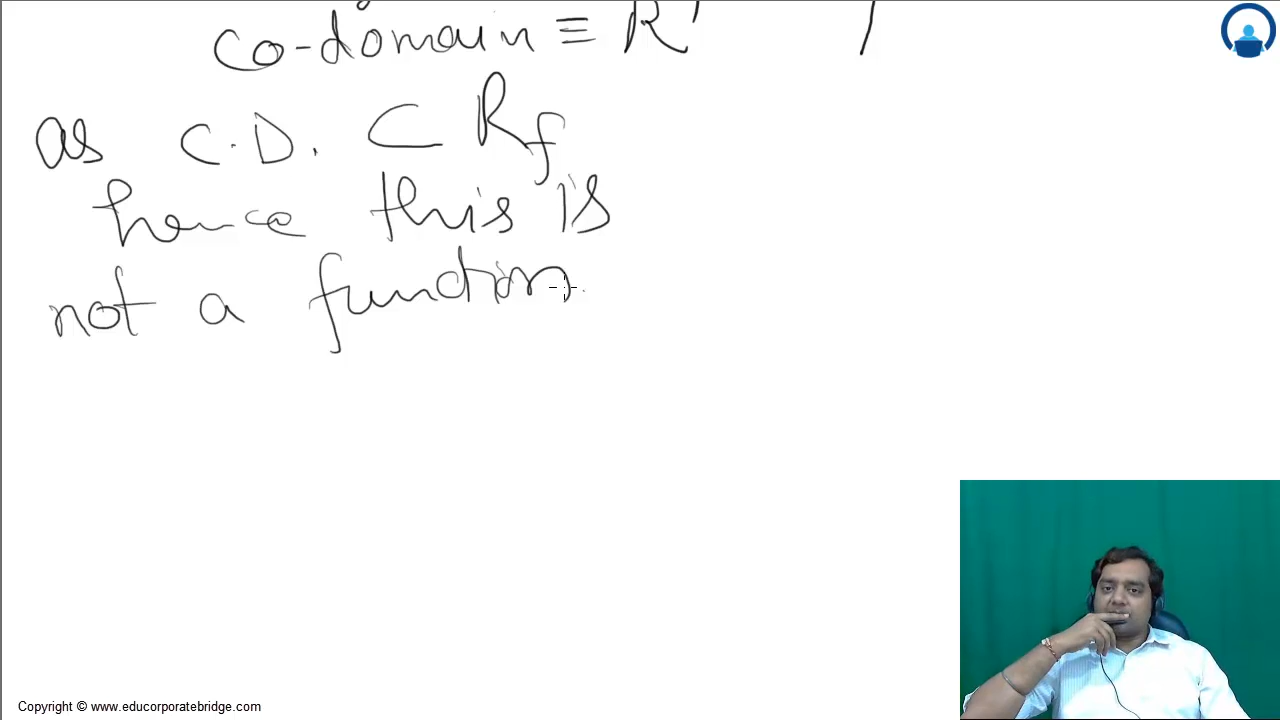 co-domain ≡ R'
as C.D. ⊂ Rf
hence this is
not a function.
Copyright © www.educorporatebridge.com